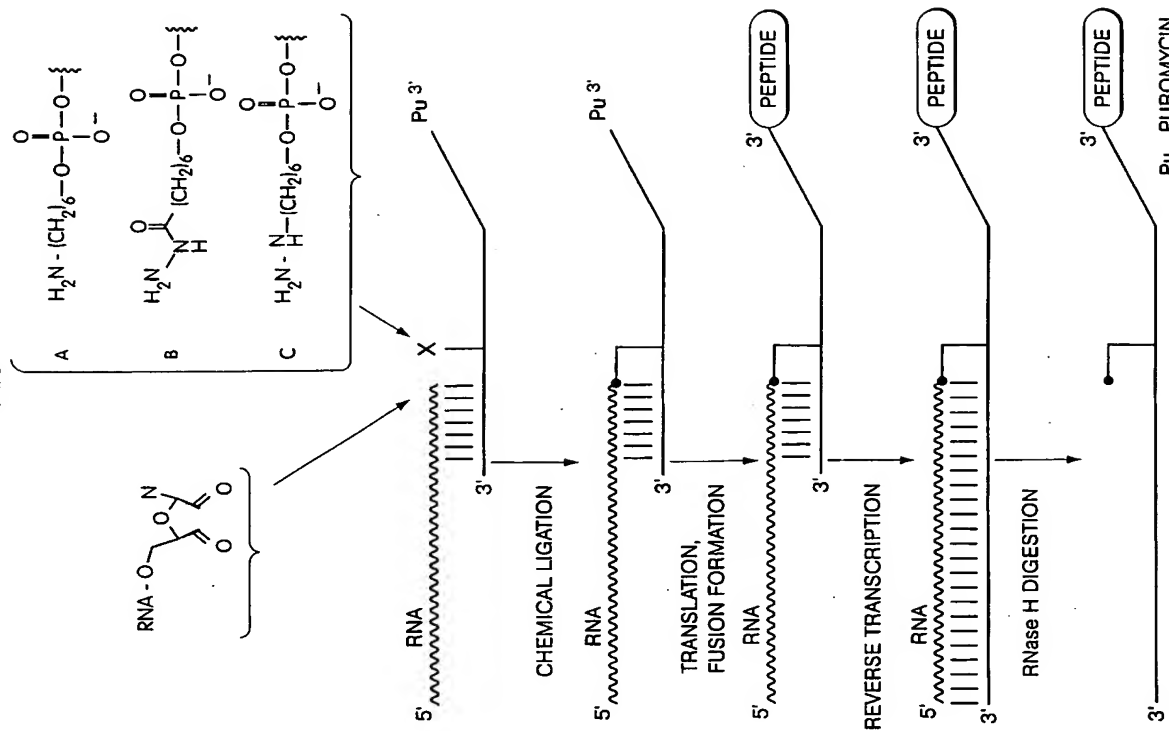 H₂N - (CH₂)₆ — O — P — O
O
O⁻
A
H₂N
N
H
O
(CH₂)₆
O — P — O
O
O⁻
B
H₂N - N — (CH₂)₆ — O — P — O
H
O
O⁻
C
RNA - O
O
N
O
O
5'
RNA
X
Pu 3'
3'
CHEMICAL LIGATION
5'
RNA
Pu 3'
3'
TRANSLATION,
FUSION FORMATION
5'
RNA
3'
PEPTIDE
3'
REVERSE TRANSCRIPTION
5'
RNA
3'
PEPTIDE
3'
RNase H DIGESTION
3'
PEPTIDE
3'
Pu PUROMYCIN